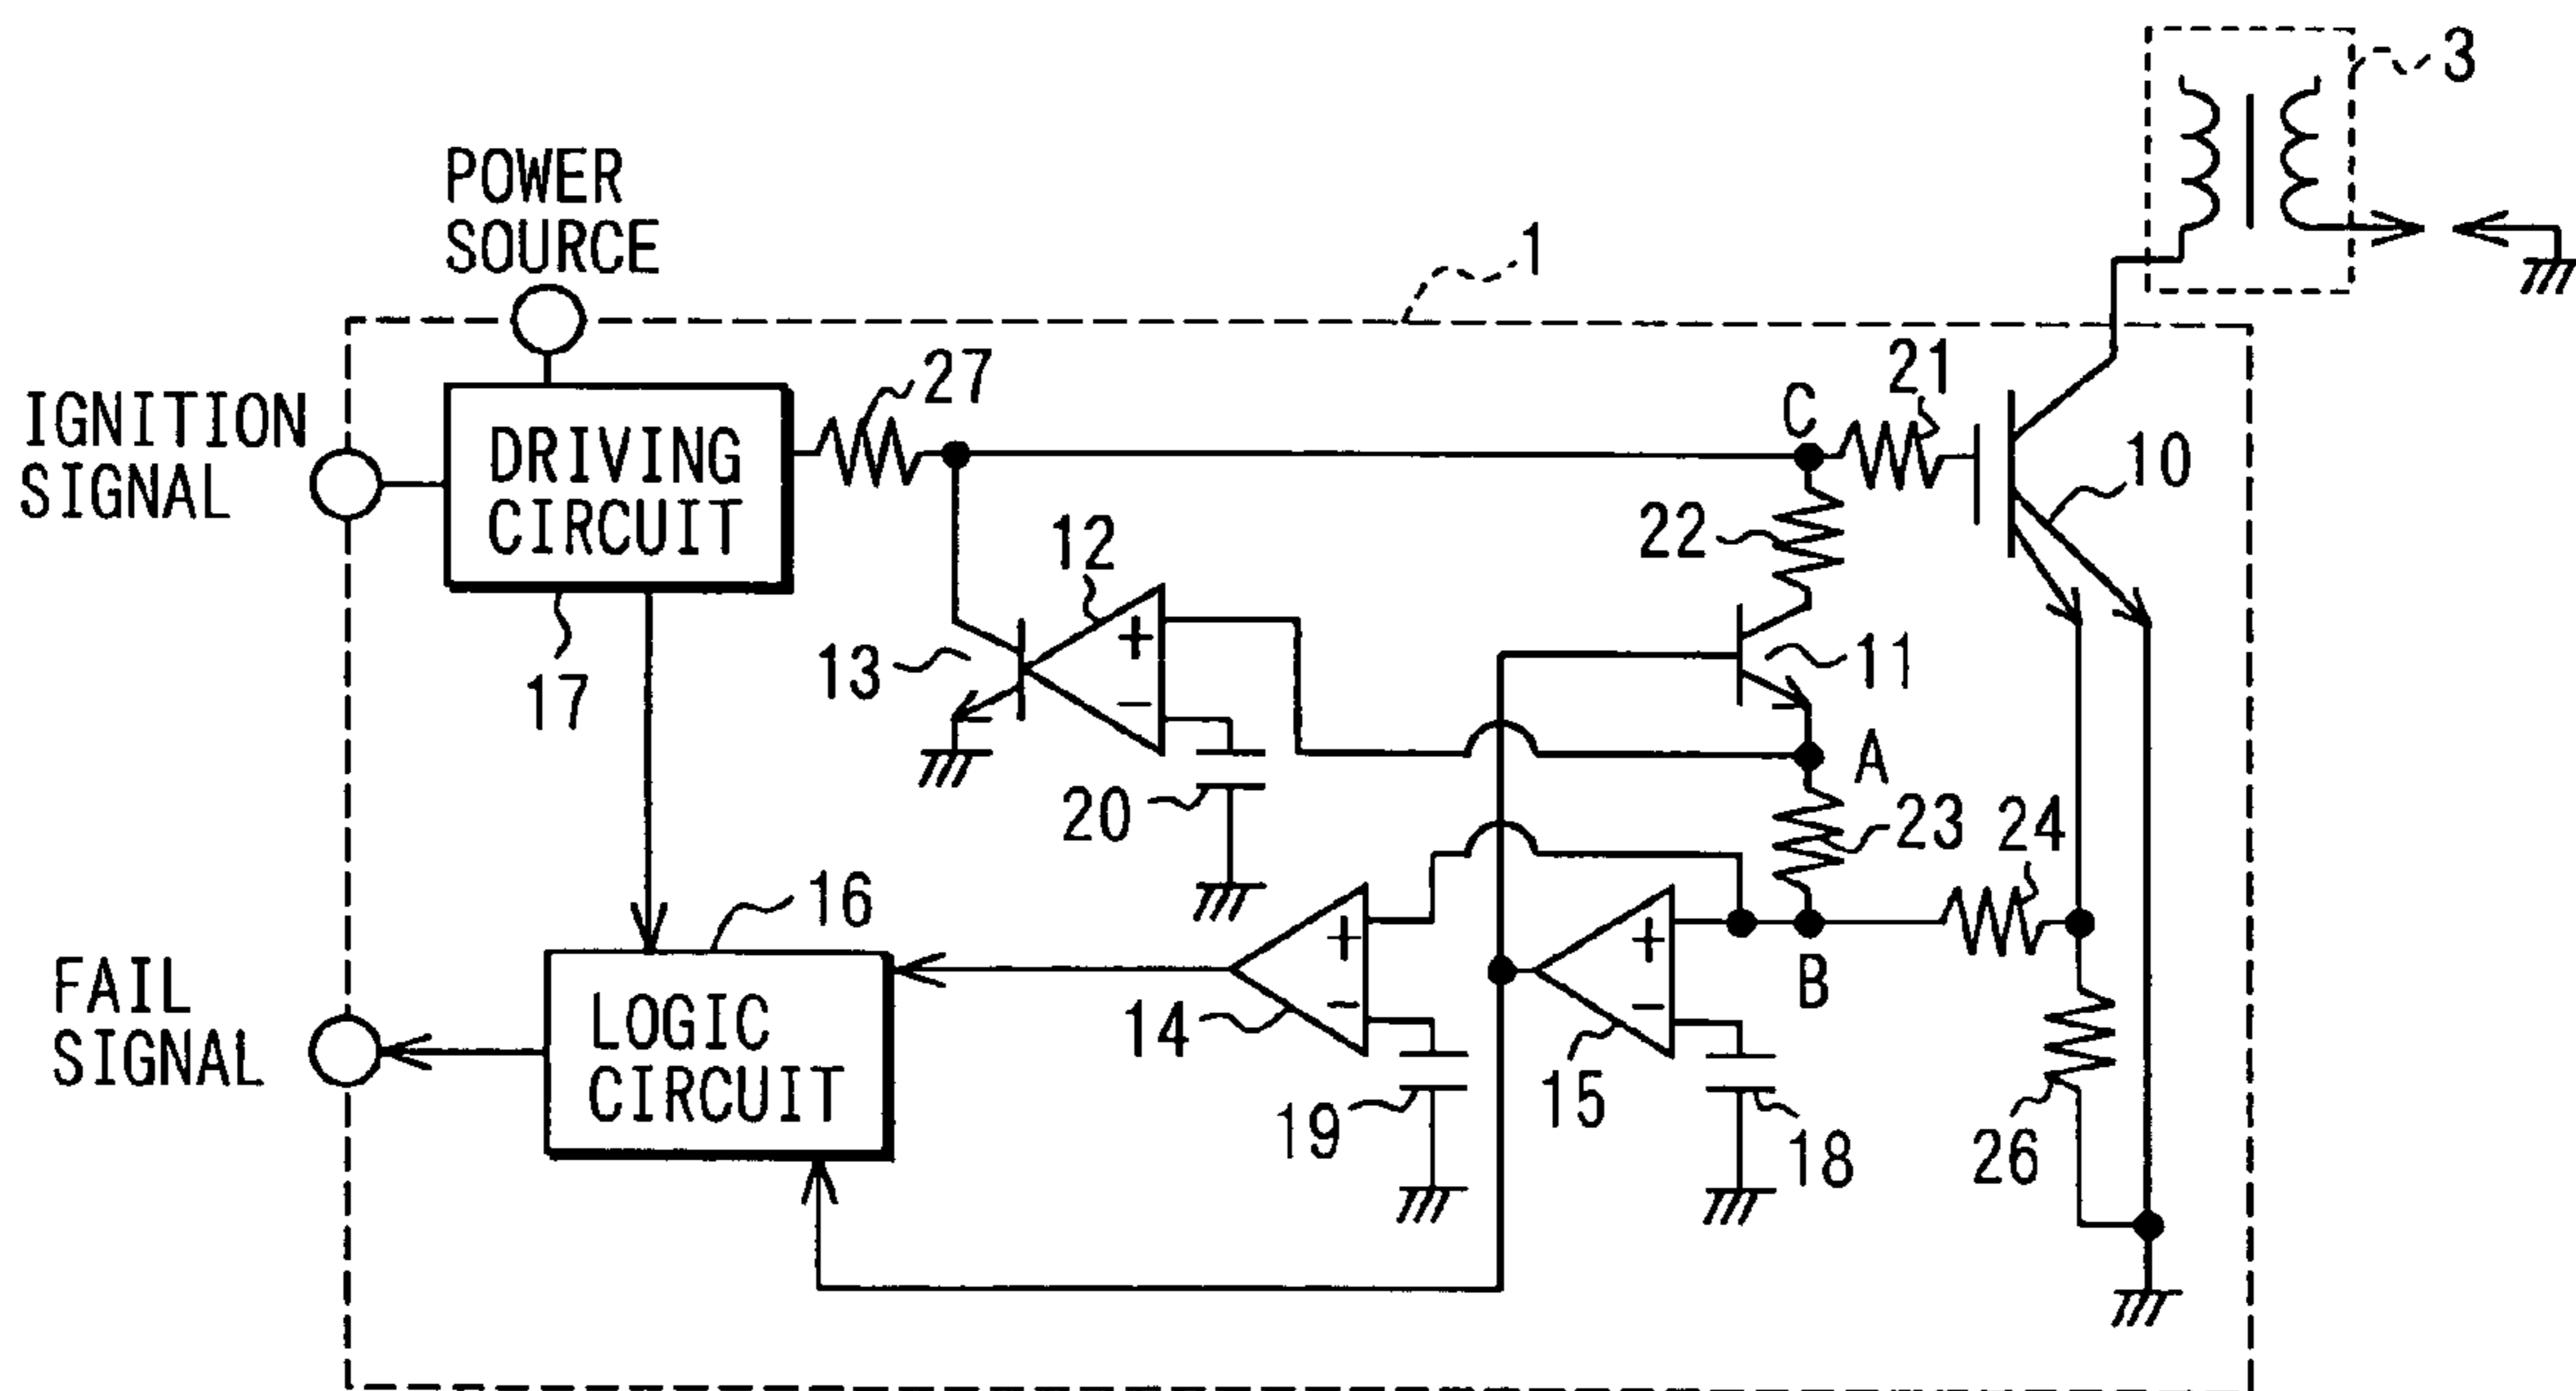 3
POWER
SOURCE
1
IGNITION
SIGNAL
DRIVING
CIRCUIT
27
C
21
10
22
12
+
−
13
11
17
A
20
23
24
16
FAIL
SIGNAL
LOGIC
CIRCUIT
+
−
14
19
+
−
15
B
18
26